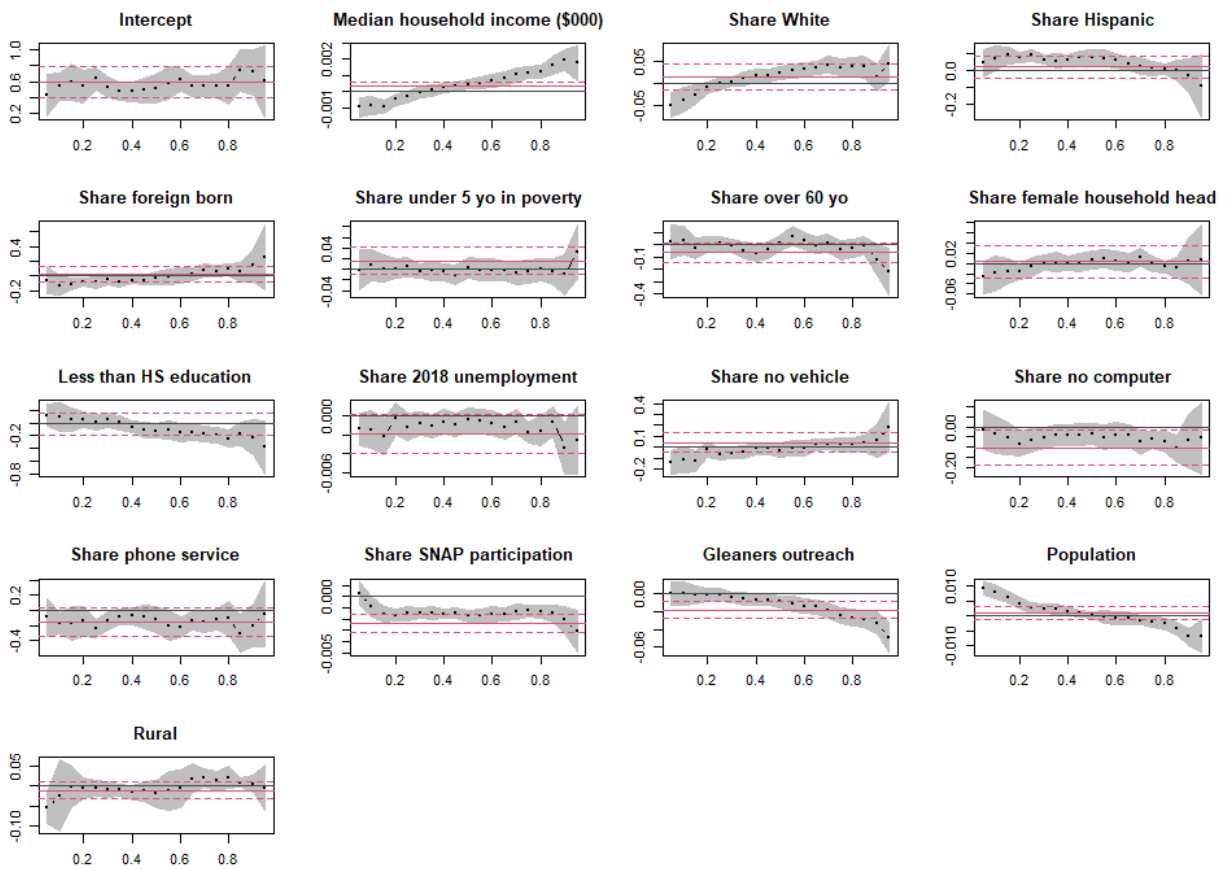 Intercept
Median household income ($000)
Share White
Share Hispanic
0.2 0.6 1.0
-0.001 0.002
-0.05 0.05
-0.2 0.0
0.2 0.4 0.6 0.8
0.2 0.4 0.6 0.8
0.2 0.4 0.6 0.8
0.2 0.4 0.6 0.8
Share foreign born
Share under 5 yo in poverty
Share over 60 yo
Share female household head
-0.2 0.4
-0.04 0.04
-0.4 -0.1
-0.06 0.02
0.2 0.4 0.6 0.8
0.2 0.4 0.6 0.8
0.2 0.4 0.6 0.8
0.2 0.4 0.6 0.8
Less than HS education
Share 2018 unemployment
Share no vehicle
Share no computer
-0.8 -0.2
-0.006 0.000
-0.2 0.1 0.4
-0.20 0.00
0.2 0.4 0.6 0.8
0.2 0.4 0.6 0.8
0.2 0.4 0.6 0.8
0.2 0.4 0.6 0.8
Share phone service
Share SNAP participation
Gleaners outreach
Population
-0.4 0.2
-0.005 0.000
-0.06 0.00
-0.010 0.010
0.2 0.4 0.6 0.8
0.2 0.4 0.6 0.8
0.2 0.4 0.6 0.8
0.2 0.4 0.6 0.8
Rural
-0.10 0.05
0.2 0.4 0.6 0.8